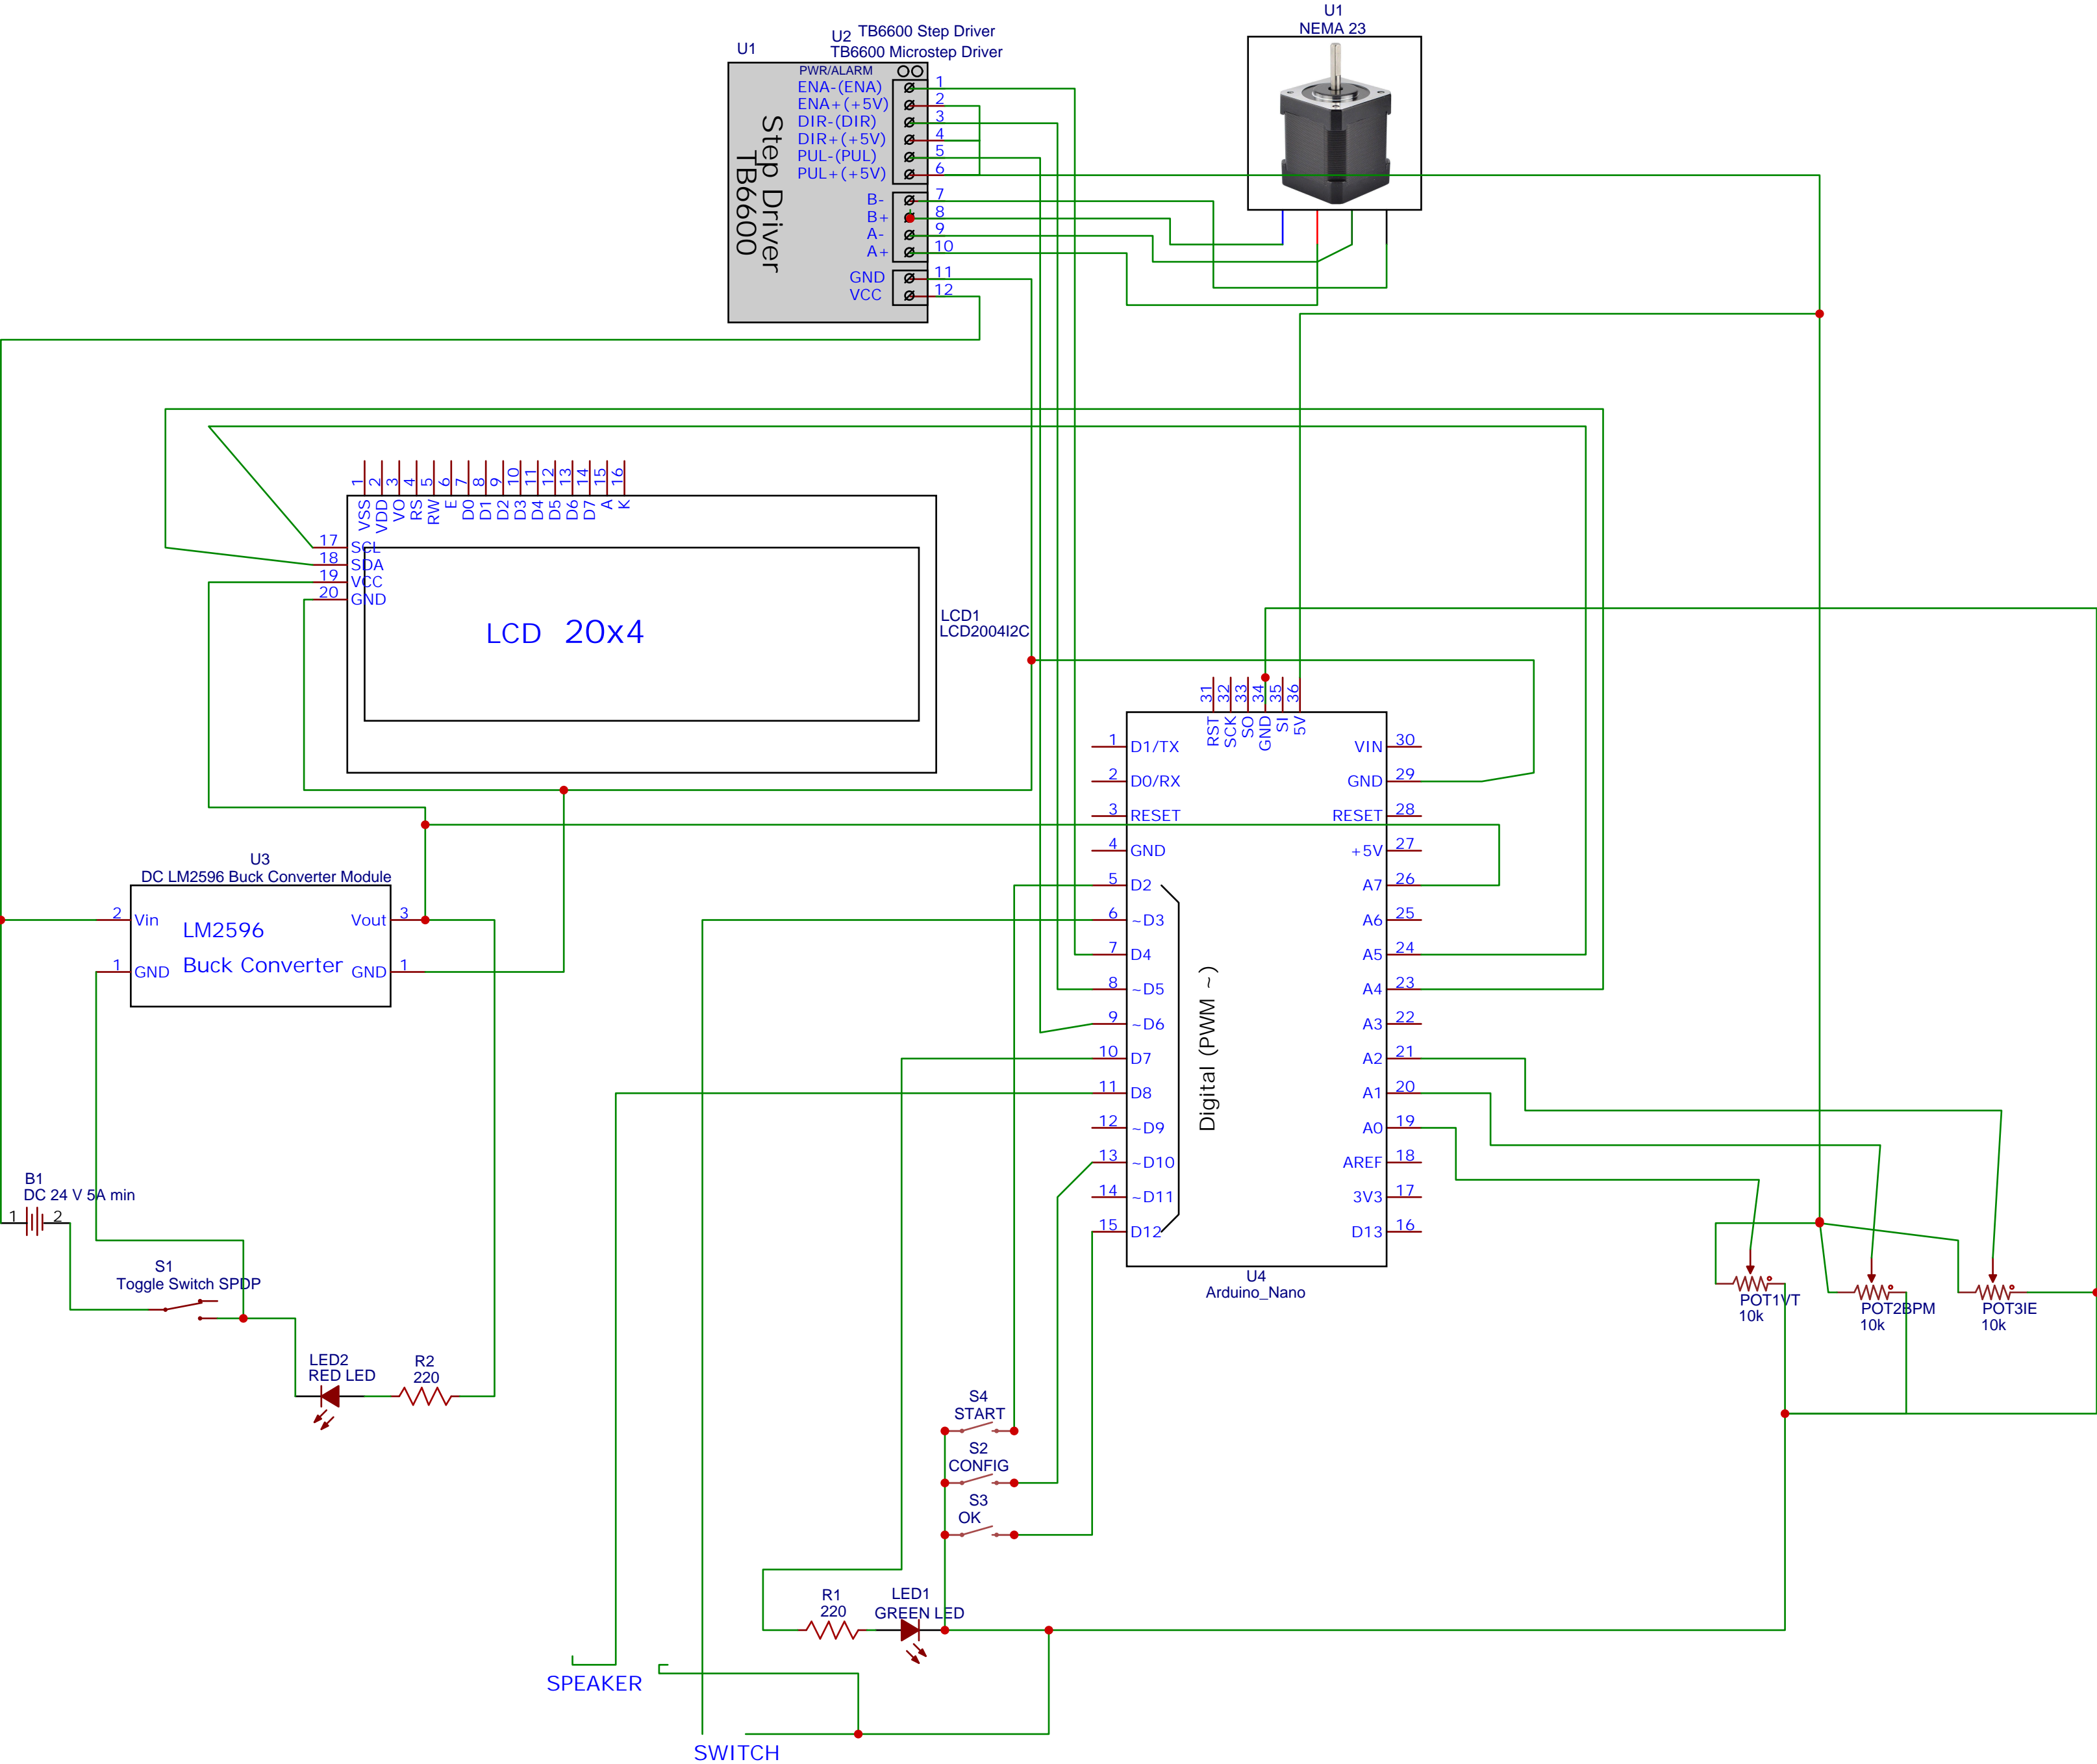 U1
NEMA 23
U2 TB6600 Step Driver
TB6600 Microstep Driver
U1
PWR/ALARM
ENA-(ENA) 1
ENA+(+5V) 2
DIR-(DIR) 3
DIR+(+5V) 4
PUL-(PUL) 5
PUL+(+5V) 6
B- 7
B+ 8
A- 9
A+ 10
GND 11
VCC 12
Step Driver
TB6600
1 2 3 4 5 6 7 8 9 10 11 12 13 14 15 16
VSS VDD VO RS RW E D0 D1 D2 D3 D4 D5 D6 D7 A K
17 SCL
18 SDA
19 VCC
20 GND
LCD 20x4
LCD1
LCD2004I2C
31 32 33 34 35 36
RST SCK SO GND SI 5V
1 D1/TX VIN 30
2 D0/RX GND 29
3 RESET RESET 28
4 GND +5V 27
5 D2 A7 26
6 ~D3 A6 25
7 D4 A5 24
8 ~D5 A4 23
9 ~D6 A3 22
10 D7 A2 21
11 D8 A1 20
12 ~D9 A0 19
13 ~D10 AREF 18
14 ~D11 3V3 17
15 D12 D13 16
Digital (PWM ~)
U4
Arduino_Nano
U3
DC LM2596 Buck Converter Module
2 Vin LM2596 Vout 3
1 GND Buck Converter GND 1
B1
DC 24 V 5A min
1 2
S1
Toggle Switch SPDP
LED2
RED LED
R2
220
POT1VT
10k
POT2BPM
10k
POT3IE
10k
S4
START
S2
CONFIG
S3
OK
R1
220
LED1
GREEN LED
SPEAKER
SWITCH